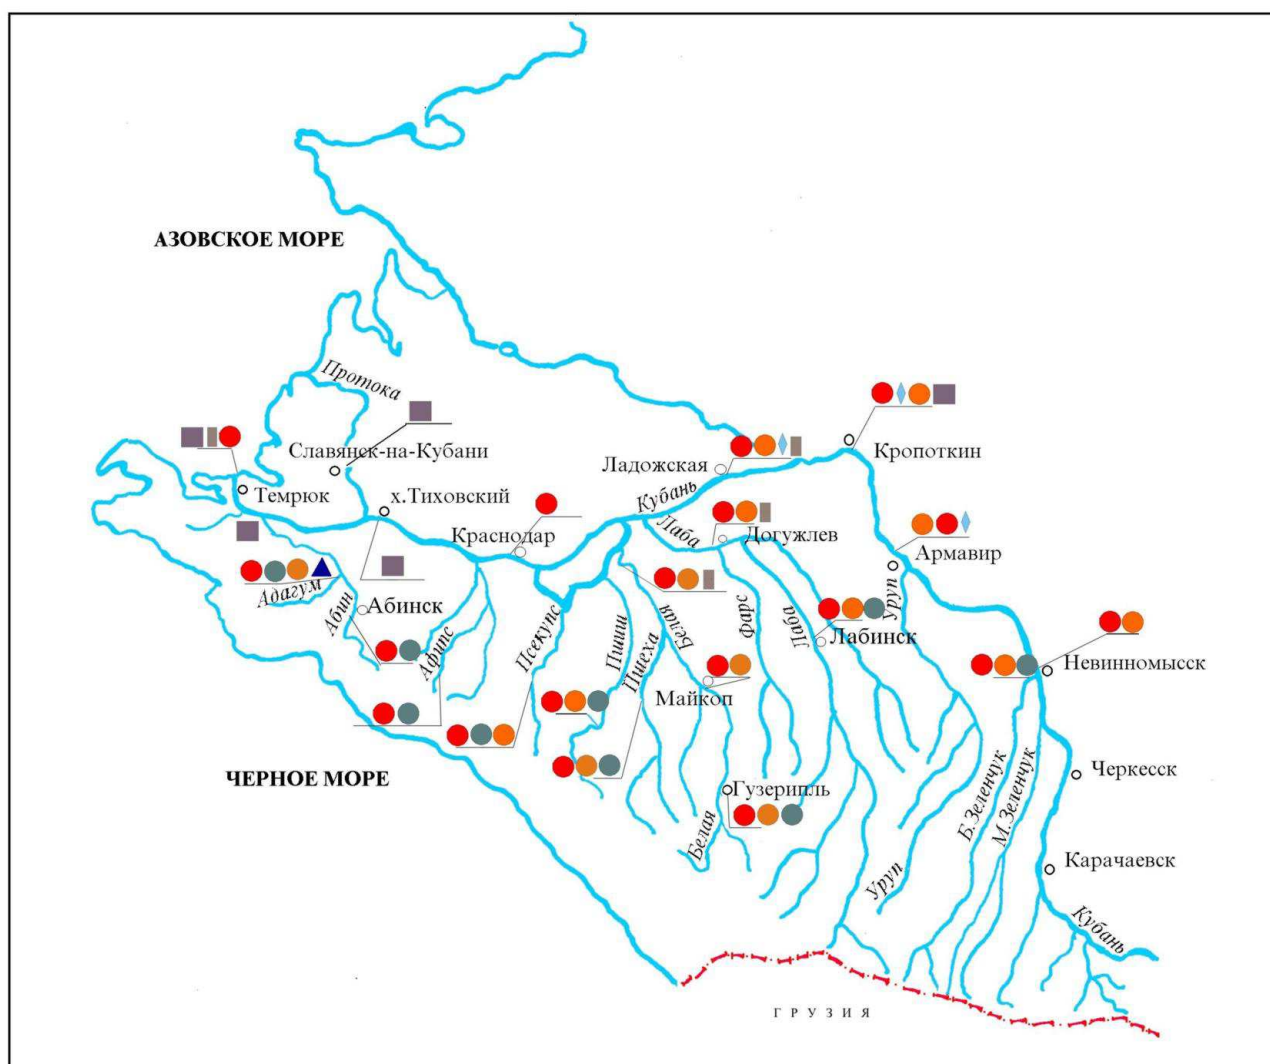 АЗОВСКОЕ МОРЕ
Протока
Славянск-на-Кубани
Темрюк
х.Тиховский
Краснодар
Ладожская
Кубань
Лаба
Догужлев
Кропоткин
Армавир
Уруп
Адагум
Абин
Абинск
Афипс
Псекупс
Пшиш
Пшеха
Белая
Фарс
Лаба
Лабинск
Невинномысск
Майкоп
ЧЕРНОЕ МОРЕ
Гузерипль
Белая
Уруп
Б.Зеленчук
М.Зеленчук
Черкесск
Карачаевск
Кубань
ГРУЗИЯ